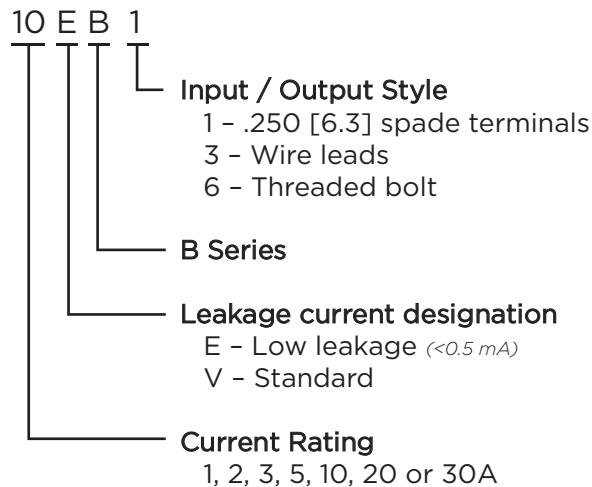 10 E B 1
Input / Output Style
1 – .250 [6.3] spade terminals
3 – Wire leads
6 – Threaded bolt
B Series
Leakage current designation
E – Low leakage (<0.5 mA)
V – Standard
Current Rating
1, 2, 3, 5, 10, 20 or 30A